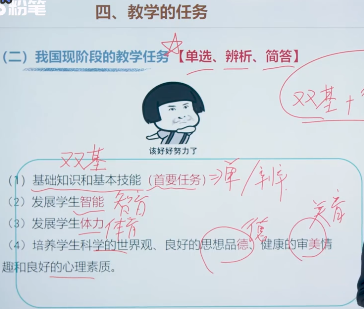 粉笔
四、教学的任务
（二）我国现阶段的教学任务【单选、辨析、简答】
双基+
该好好努力了
双基
（1）基础知识和基本技能（首要任务）→单/判
（2）发展学生智能 智育
（3）发展学生体力 体育
美育
（4）培养学生科学的世界观、良好的思想品德、健康的审美情
趣和良好的心理素质。